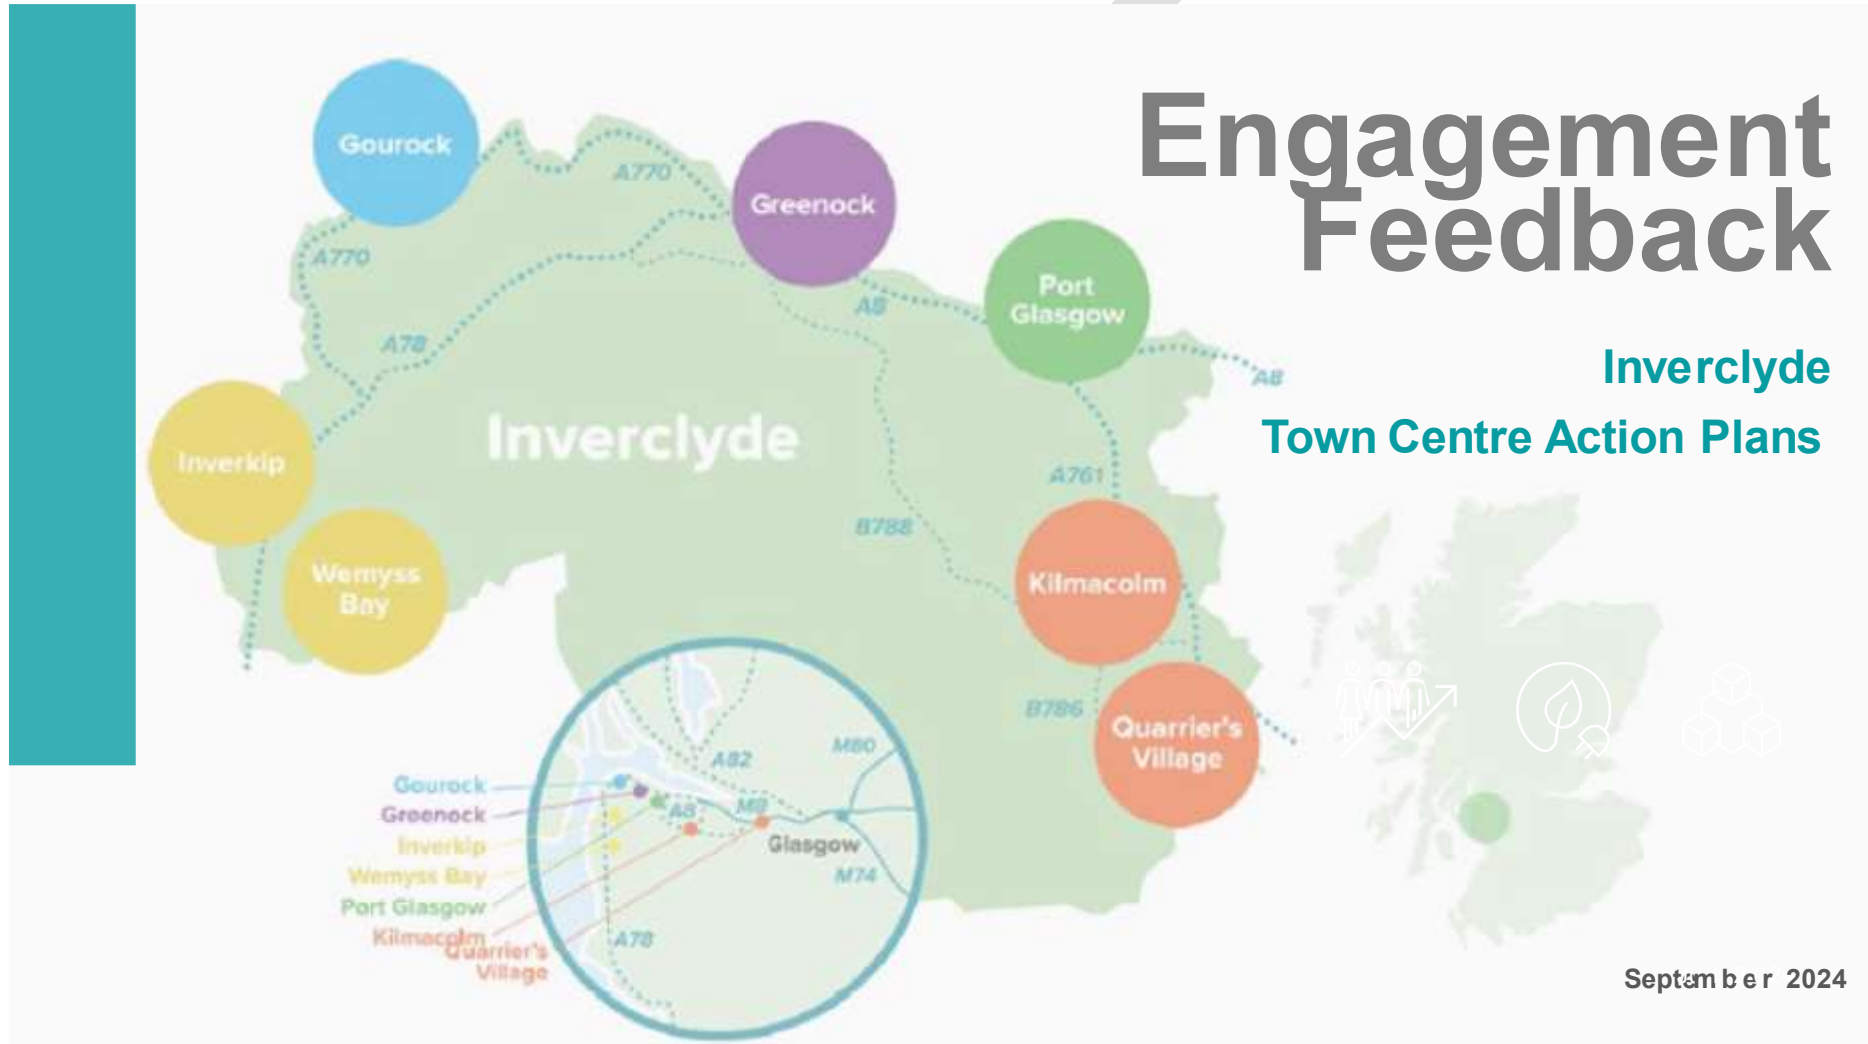 Engagement
Feedback
Inverclyde
Town Centre Action Plans
Gourock
A770
Greenock
A770
Port
Glasgow
A8
A78
A8
Inverkip
Inverclyde
A761
B788
Wemyss
Bay
Kilmacolm
B786
Quarrier's
Village
A82
M80
Gourock
Greenock
A8
M8
Inverkip
Glasgow
Wemyss Bay
M74
Port Glasgow
Kilmacolm
A78
Quarrier's
Village
September 2024